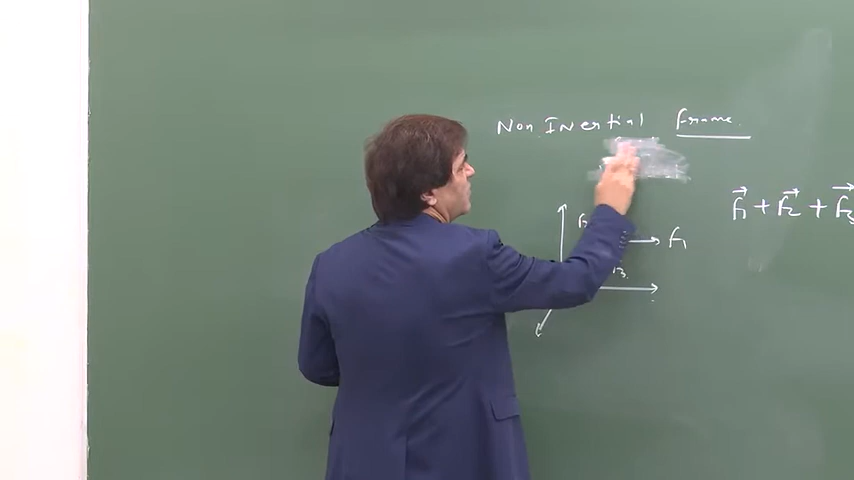 Non Inertial Frame.
F₁ + F₂ + F₃
F₁